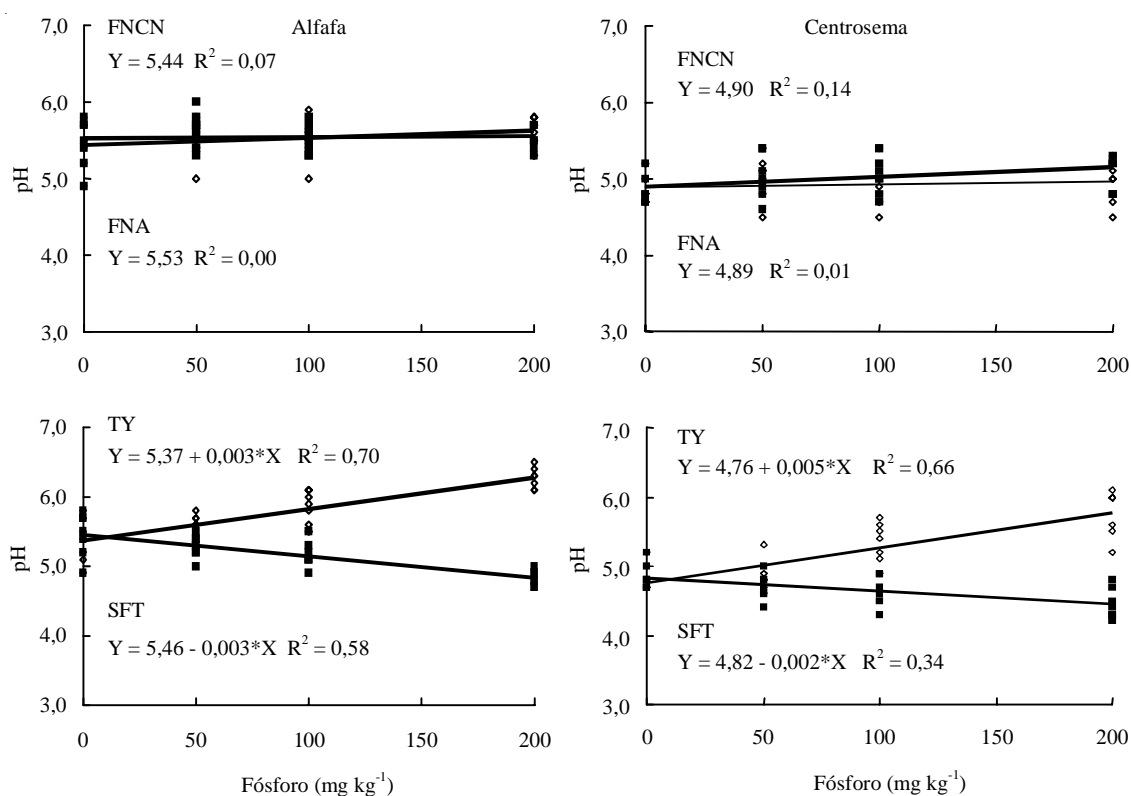 Alfafa
FNCN
Y = 5,44 R² = 0,07
FNA
Y = 5,53 R² = 0,00
pH
7,0
6,0
5,0
4,0
3,0
0 50 100 150 200
Centrosema
FNCN
Y = 4,90 R² = 0,14
FNA
Y = 4,89 R² = 0,01
pH
7,0
6,0
5,0
4,0
3,0
0 50 100 150 200
TY
Y = 5,37 + 0,003*X R² = 0,70
SFT
Y = 5,46 - 0,003*X R² = 0,58
pH
7,0
6,0
5,0
4,0
3,0
0 50 100 150 200
Fósforo (mg kg⁻¹)
TY
Y = 4,76 + 0,005*X R² = 0,66
SFT
Y = 4,82 - 0,002*X R² = 0,34
pH
7,0
6,0
5,0
4,0
3,0
0 50 100 150 200
Fósforo (mg kg⁻¹)